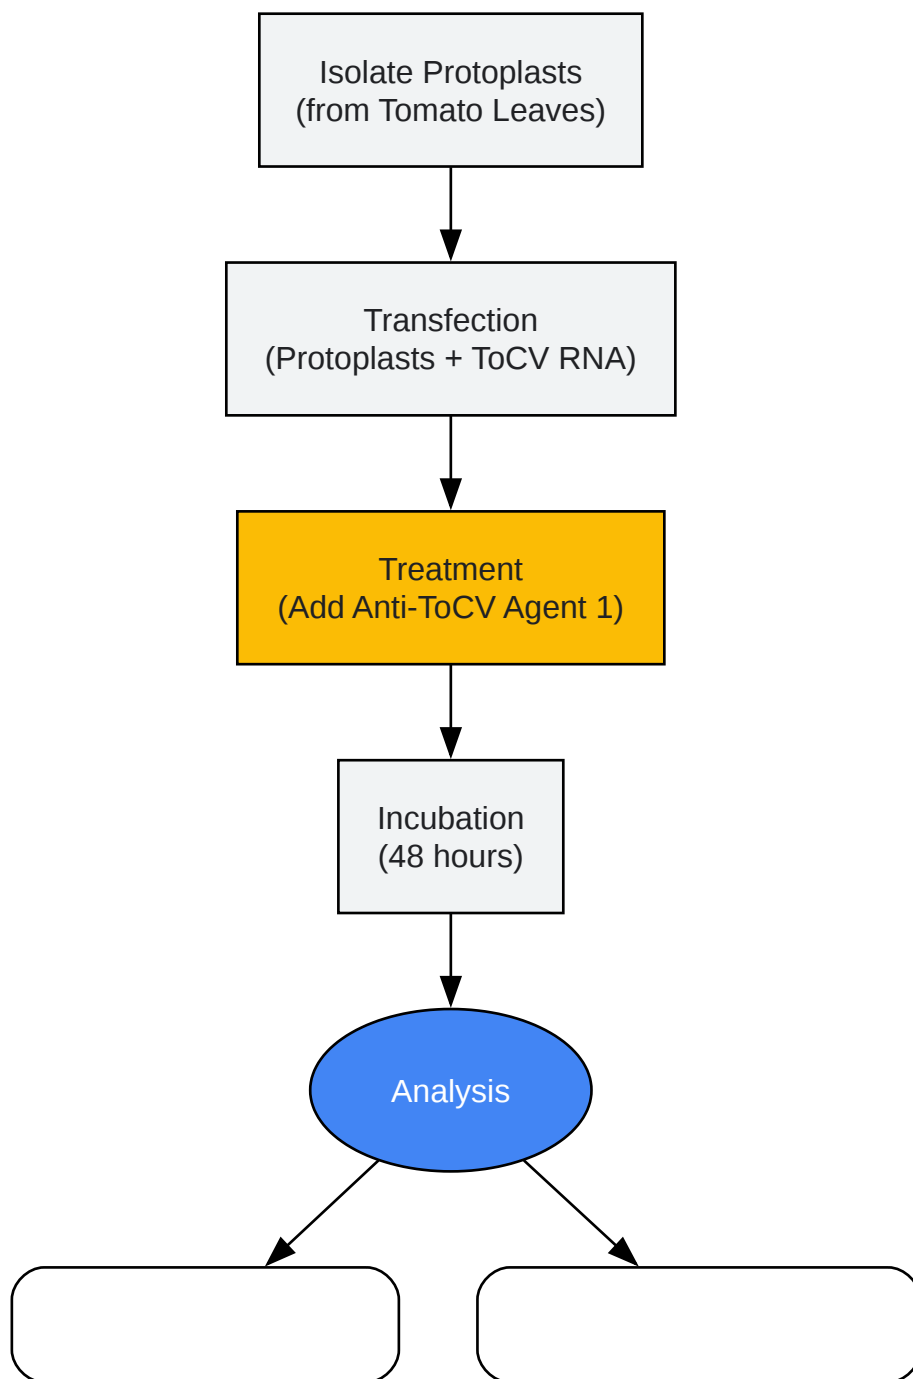 Isolate Protoplasts
(from Tomato Leaves)
Transfection
(Protoplasts + ToCV RNA)
Treatment
(Add Anti-ToCV Agent 1)
Incubation
(48 hours)
Analysis